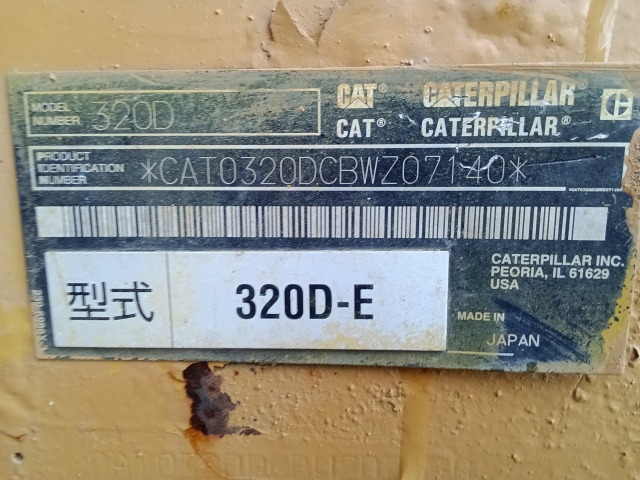 MODEL NUMBER 320D
CAT® CATERPILLAR
CAT® CATERPILLAR®
PRODUCT IDENTIFICATION NUMBER *CAT0320DCBWZ07140*
*CAT0320DCBWZ07140*
CATERPILLAR INC.
PEORIA, IL 61629
USA
型式 320D-E
MADE IN
JAPAN